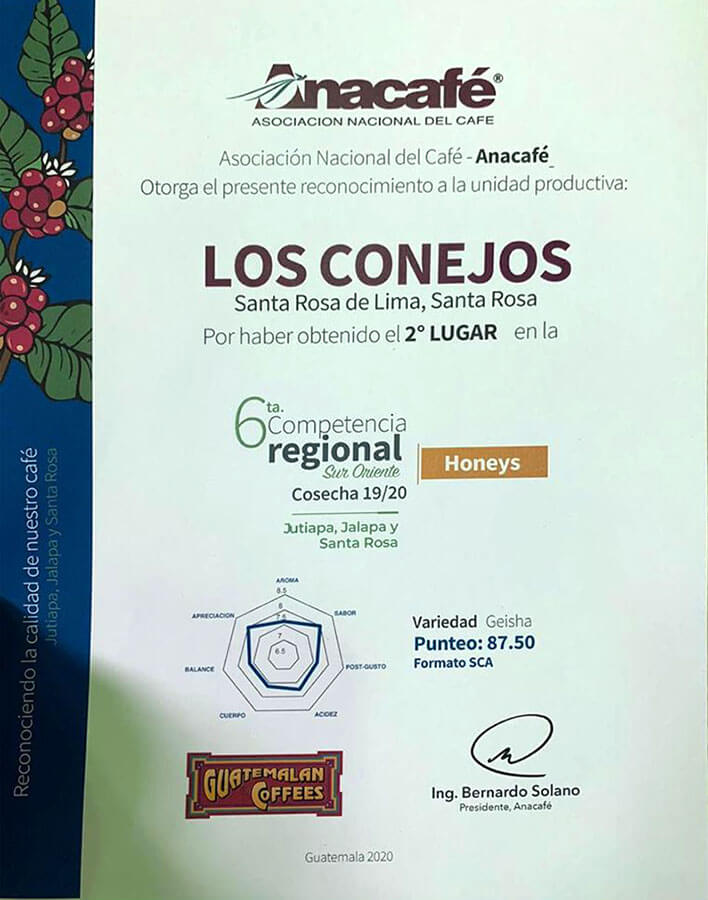 Anacafé®
ASOCIACION NACIONAL DEL CAFE
Asociación Nacional del Café - Anacafé_
Otorga el presente reconocimiento a la unidad productiva:
LOS CONEJOS
Santa Rosa de Lima, Santa Rosa
Por haber obtenido el 2° LUGAR en la
6ta.
Competencia
regional
Sur Oriente
Cosecha 19/20
Honeys
Jutiapa, Jalapa y
Santa Rosa
AROMA
8.5
8
7.5
7
6.5
APRECIACION
SABOR
BALANCE
POST-GUSTO
CUERPO
ACIDEZ
Variedad Geisha
Punteo: 87.50
Formato SCA
GUATEMALAN
COFFEES
Ing. Bernardo Solano
Presidente, Anacafé
Guatemala 2020
Reconociendo la calidad de nuestro café
Jutiapa, Jalapa y Santa Rosa